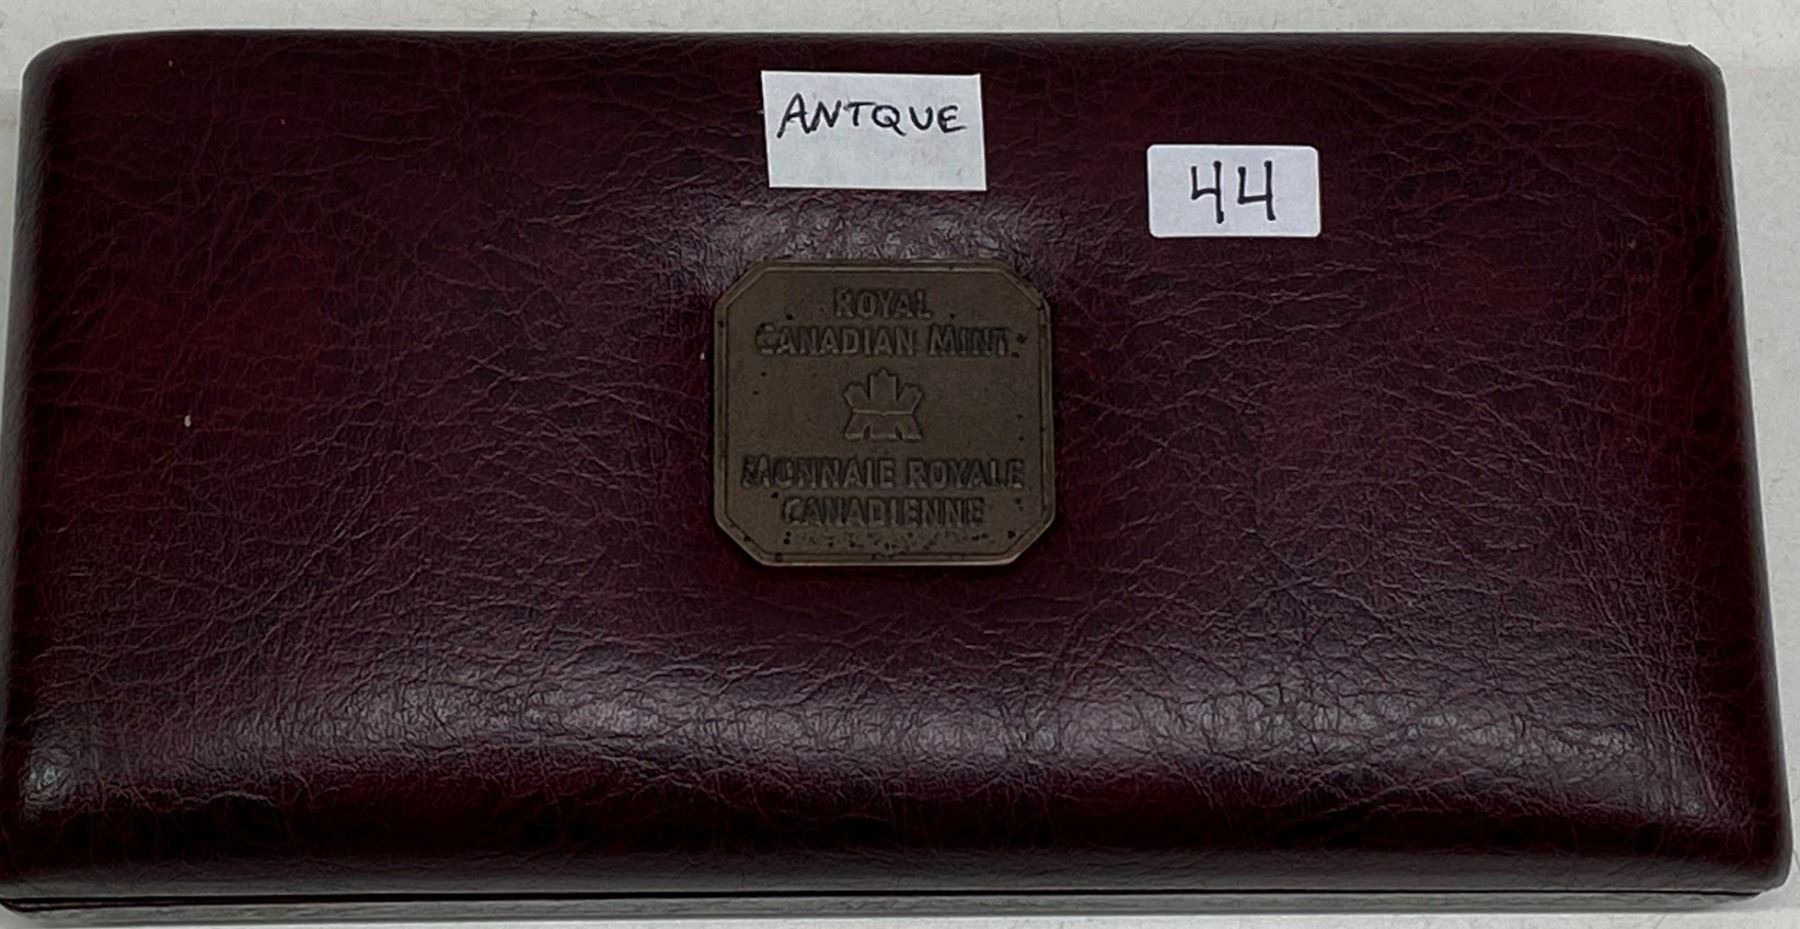 ANTQUE
44
ROYAL
CANADIAN MINT
MONNAIE ROYALE
CANADIENNE